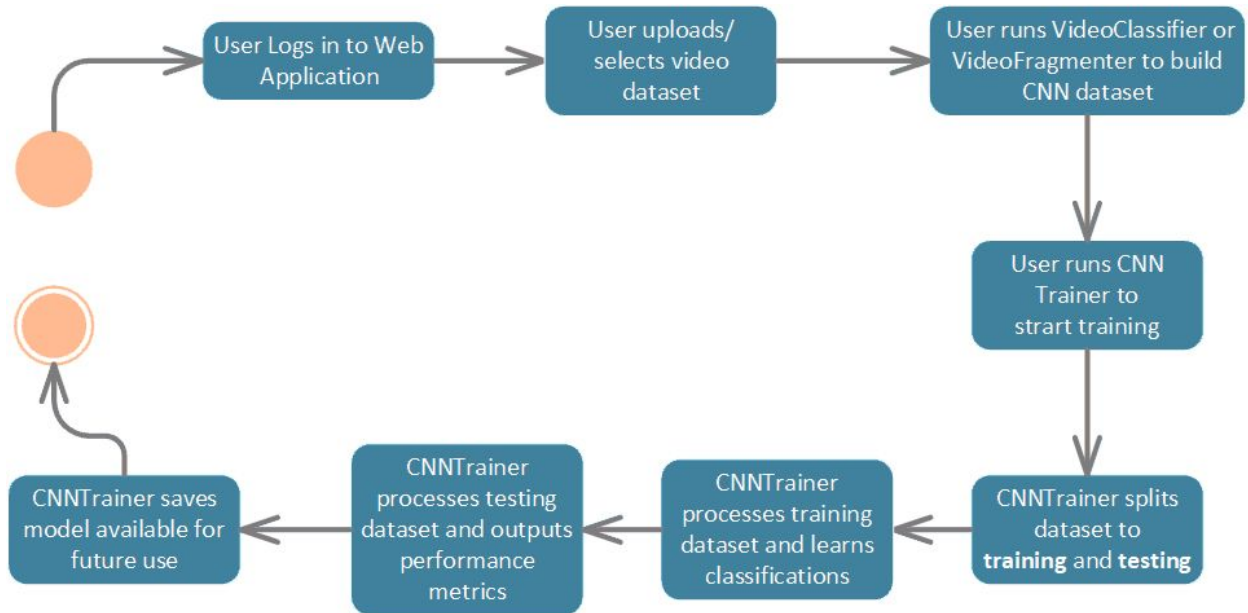 User Logs in to Web
Application
User uploads/
selects video
dataset
User runs VideoClassifier or
VideoFragmenter to build
CNN dataset
User runs CNN
Trainer to
strart training
CNNTrainer splits
dataset to
training and testing
CNNTrainer
processes training
dataset and learns
classifications
CNNTrainer
processes testing
dataset and outputs
performance
metrics
CNNTrainer saves
model available for
future use